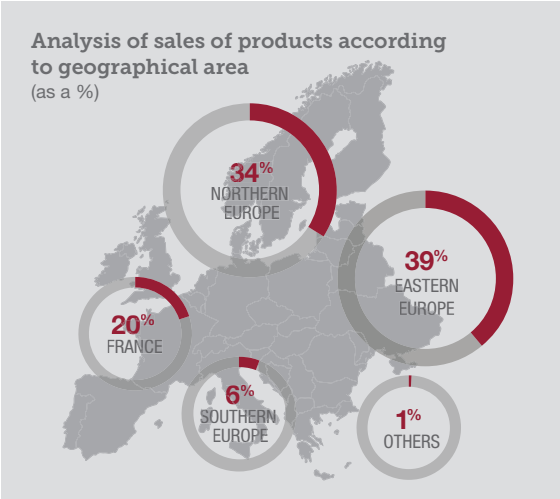 Analysis of sales of products according
to geographical area
(as a %)
34%
NORTHERN
EUROPE
39%
EASTERN
EUROPE
20%
FRANCE
6%
SOUTHERN
EUROPE
1%
OTHERS